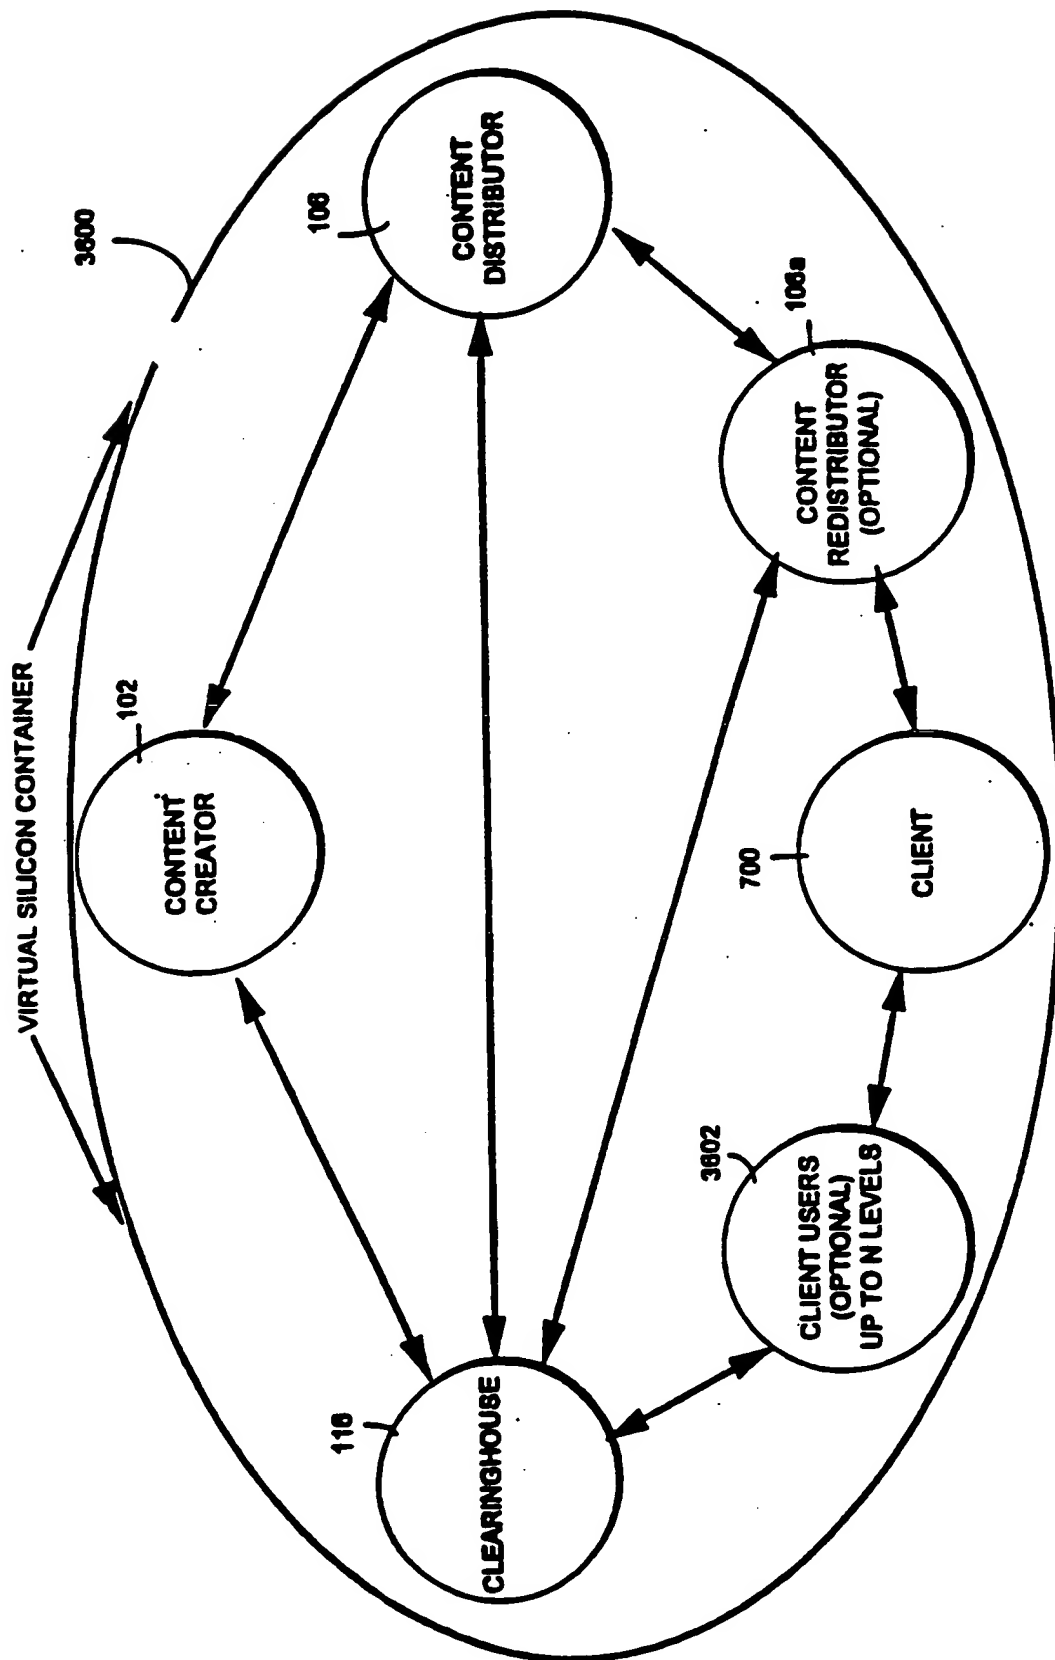 VIRTUAL SILICON CONTAINER
3600
CONTENT
CREATOR
102
CONTENT
DISTRIBUTOR
106
CLEARINGHOUSE
116
CONTENT
REDISTRIBUTOR
(OPTIONAL)
106a
CLIENT USERS
(OPTIONAL)
UP TO N LEVELS
3602
CLIENT
700